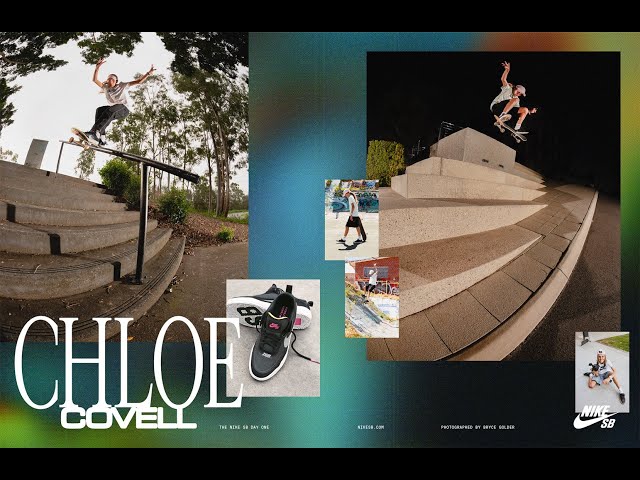 CHLOE
COVELL
THE NIKE SB DAY ONE
NIKESB.COM
PHOTOGRAPHED BY BRYCE GOLDER
NIKE
SB